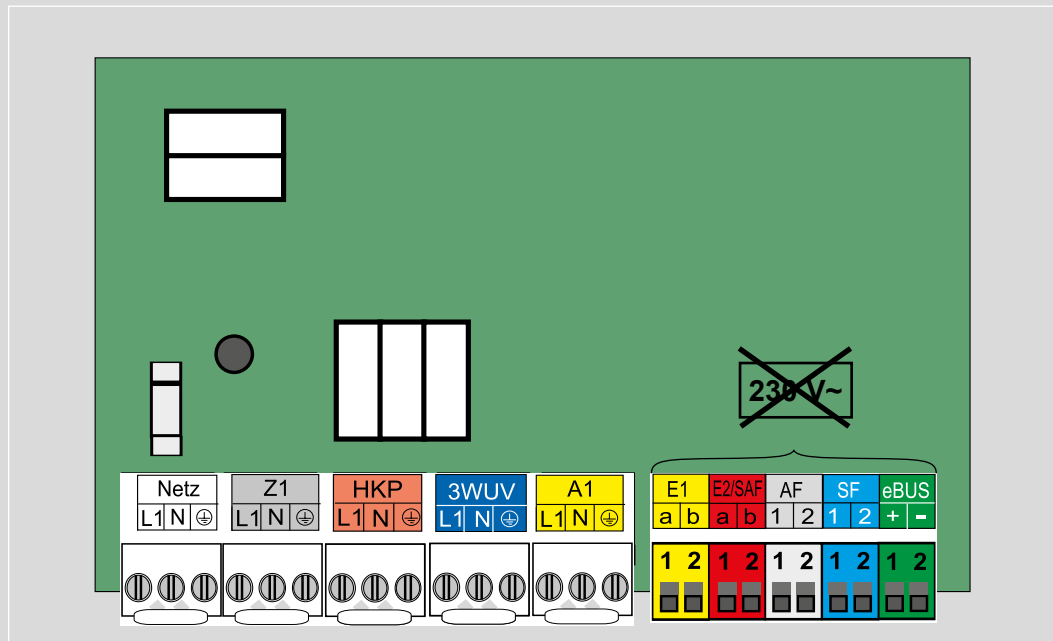 230 V~
Netz Z1 HKP 3WUV A1 E1 E2/SAF AF SF eBUS
L1 N ⏚ L1 N ⏚ L1 N ⏚ L1 N ⏚ L1 N ⏚ a b a b 1 2 1 2 + -
1 2 1 2 1 2 1 2 1 2